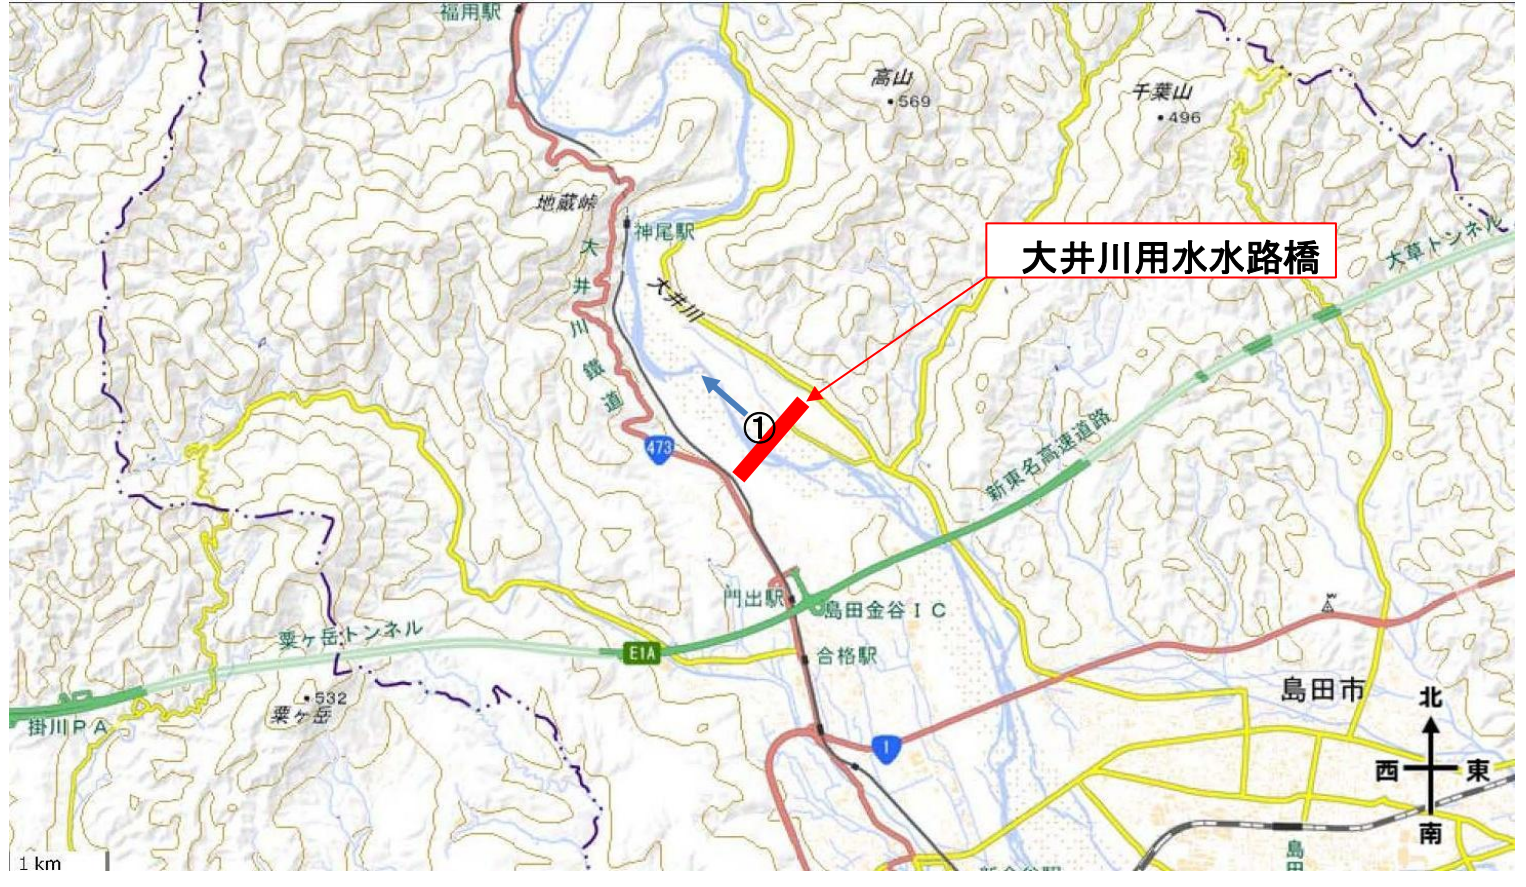 福用駅
高山
569
千葉山
496
地蔵峠
神尾駅
大井川鐵道
大井川
大井川用水水路橋
大草トンネル
①
473
新東名高速道路
門出駅
島田金谷IC
粟ヶ岳トンネル
E1A
合格駅
532
粟ヶ岳
掛川PA
島田市
1
北
西
東
南
1 km
島田